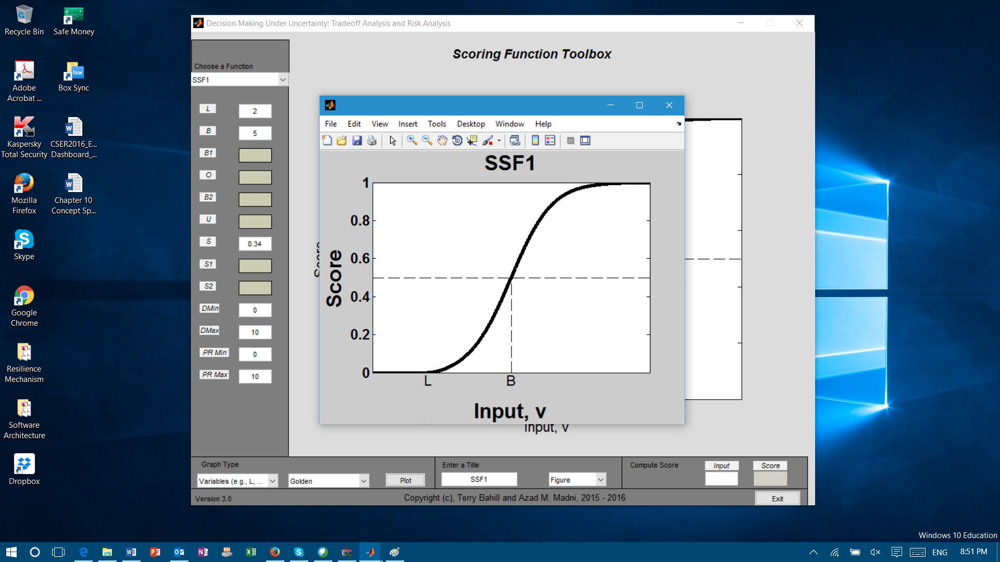 Recycle Bin
Safe Money
Adobe
Acrobat ...
Box Sync
box
Kaspersky
Total Security
CSER2016_E...
Dashboard_...
Mozilla
Firefox
Chapter 10
Concept Sp...
Skype
Google
Chrome
Resilience
Mechanism
Software
Architecture
Dropbox
Decision Making Under Uncertainty: Tradeoff Analysis and Risk Analysis
Scoring Function Toolbox
Choose a Function
SSF1
L 2
B 5
B1
O
B2
U
S 0.34
S1
S2
DMin 0
DMax 10
PR Min 0
PR Max 10
File Edit View Insert Tools Desktop Window Help
SSF1
1
0.8
0.6
0.4
0.2
0
Score
L B
Input, v
Score
Input, v
Graph Type
Variables (e.g., L, ...
Golden
Plot
Enter a Title
SSF1
Figure
Compute Score
Input
Score
Version 3.0
Copyright (c), Terry Bahill and Azad M. Madni, 2015 - 2016
Exit
Windows 10 Education
ENG
8:51 PM